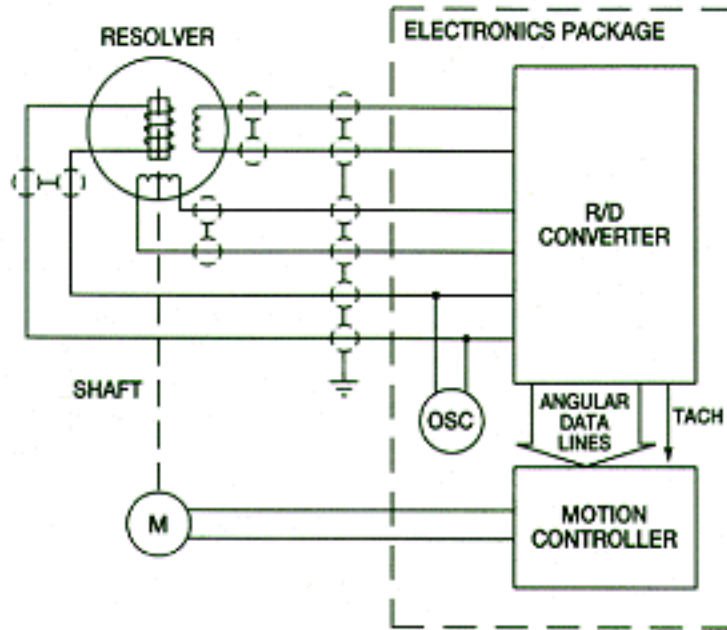 RESOLVER
ELECTRONICS PACKAGE
R/D
CONVERTER
SHAFT
OSC
ANGULAR
DATA
LINES
TACH
M
MOTION
CONTROLLER